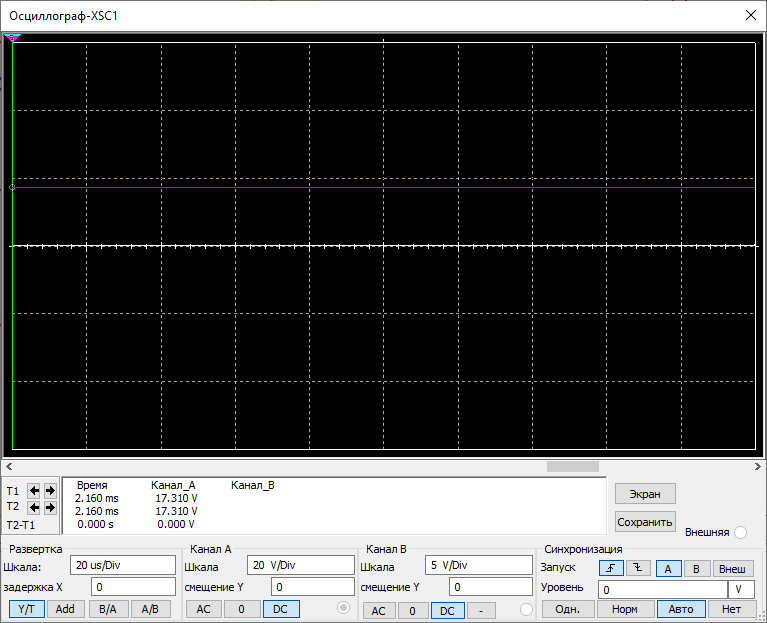 Осциллограф-XSC1
T1
T2
T2-T1
Время Канал_А Канал_В
2.160 ms 17.310 V
2.160 ms 17.310 V
0.000 s 0.000 V
Экран
Сохранить
Внешняя
Развертка
Шкала: 20 us/Div
задержка X 0
Y/T Add B/A A/B
Канал А
Шкала 20 V/Div
смещение Y 0
AC 0 DC
Канал В
Шкала 5 V/Div
смещение Y 0
AC 0 DC -
Синхронизация
Запуск A B Внеш
Уровень 0 V
Одн. Норм Авто Нет